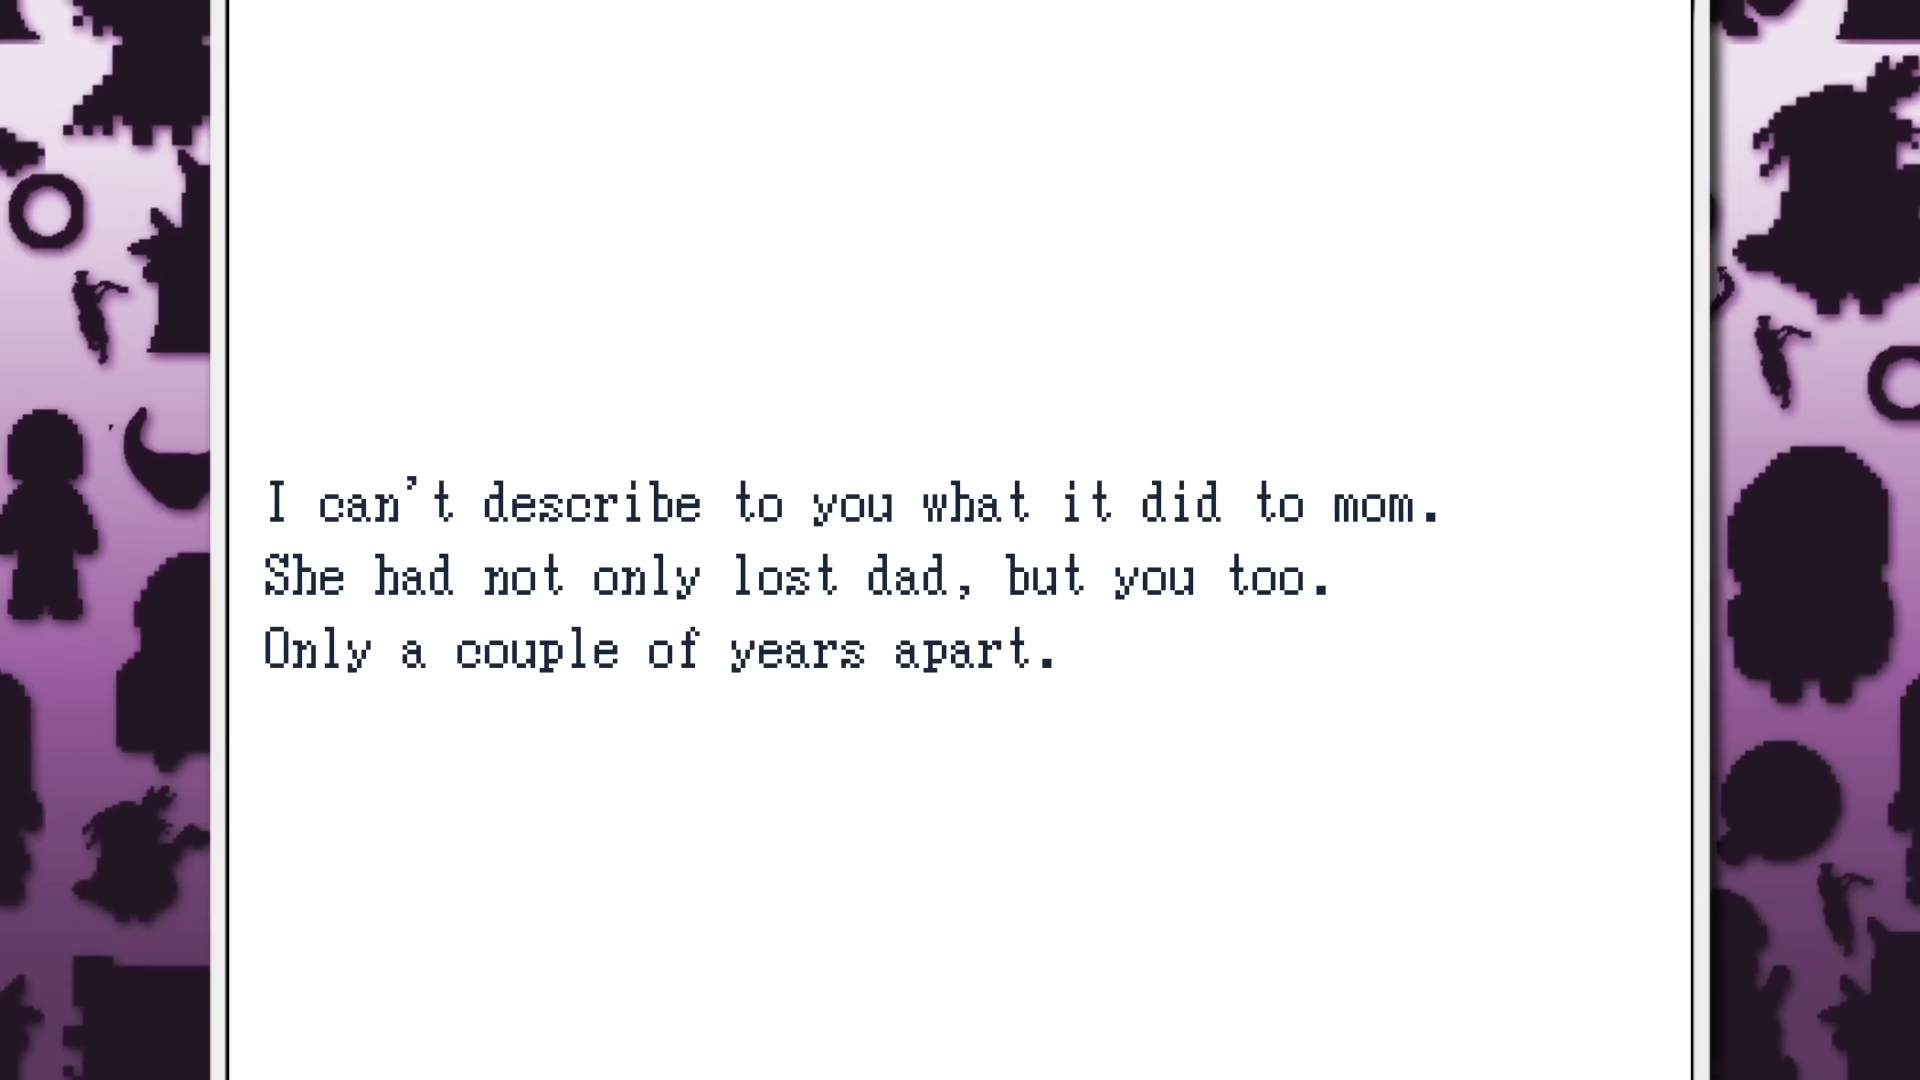 I can't describe to you what it did to mom.
She had not only lost dad, but you too.
Only a couple of years apart.